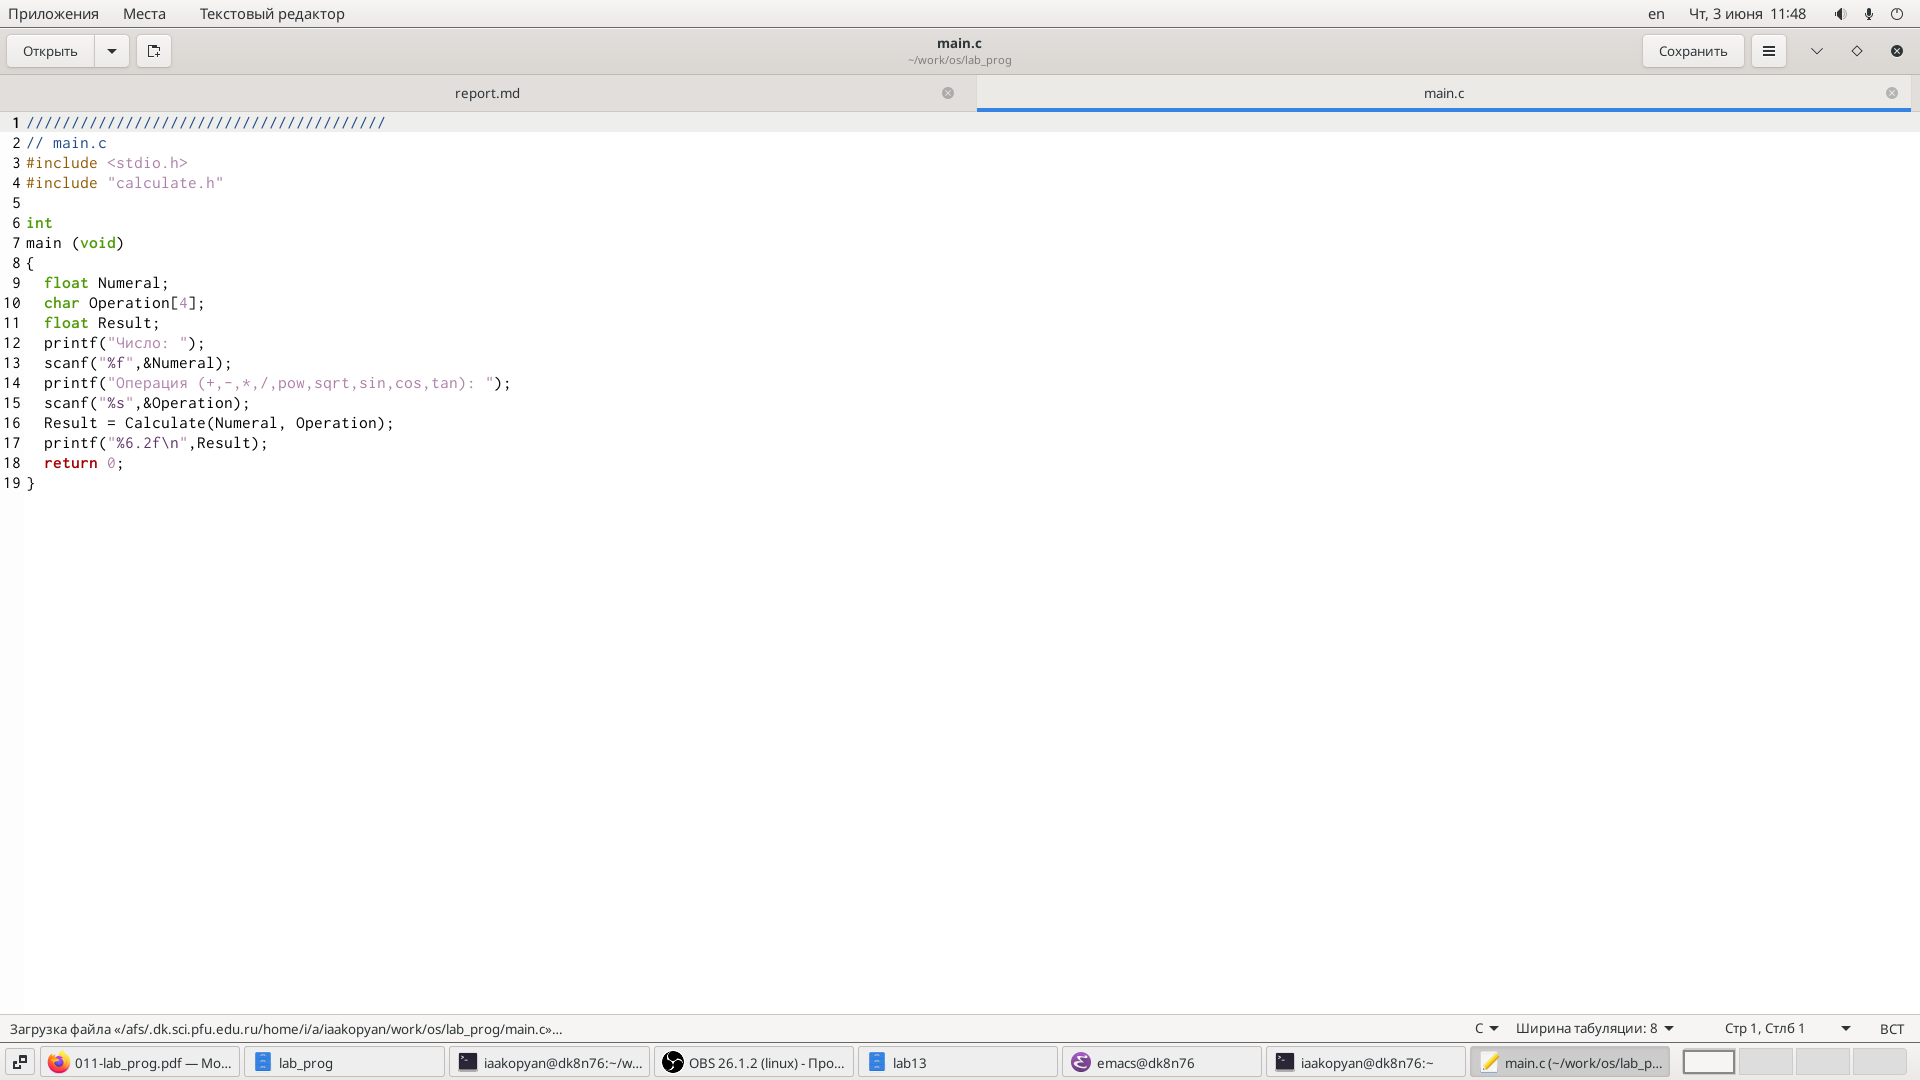 Приложения Места Текстовый редактор en Чт, 3 июня 11:48
Открыть main.c Сохранить
~/work/os/lab_prog
report.md main.c
1 ////////////////////////////////////////
2 // main.c
3 #include <stdio.h>
4 #include "calculate.h"
5
6 int
7 main (void)
8 {
9   float Numeral;
10   char Operation[4];
11   float Result;
12   printf("Число: ");
13   scanf("%f",&Numeral);
14   printf("Операция (+,-,*,/,pow,sqrt,sin,cos,tan): ");
15   scanf("%s",&Operation);
16   Result = Calculate(Numeral, Operation);
17   printf("%6.2f\n",Result);
18   return 0;
19 }
Загрузка файла «/afs/.dk.sci.pfu.edu.ru/home/i/a/iaakopyan/work/os/lab_prog/main.c»… C Ширина табуляции: 8 Стр 1, Стлб 1 ВСТ
011-lab_prog.pdf — Mo… lab_prog iaakopyan@dk8n76:~/w… OBS 26.1.2 (linux) - Про… lab13 emacs@dk8n76 iaakopyan@dk8n76:~ main.c (~/work/os/lab_p…